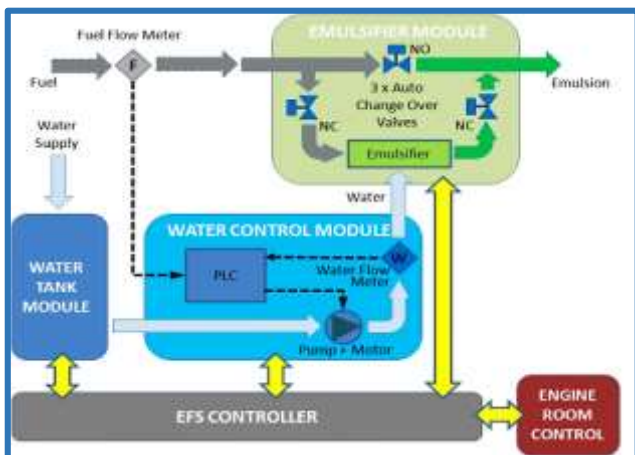 Fuel Flow Meter
EMULSIFIER MODULE
F
NO
Fuel
Emulsion
3 x Auto
Change Over
Valves
NC
NC
Water
Supply
Emulsifier
Water
WATER CONTROL MODULE
WATER
TANK
MODULE
PLC
W
Water Flow
Meter
Pump + Motor
EFS CONTROLLER
ENGINE
ROOM
CONTROL